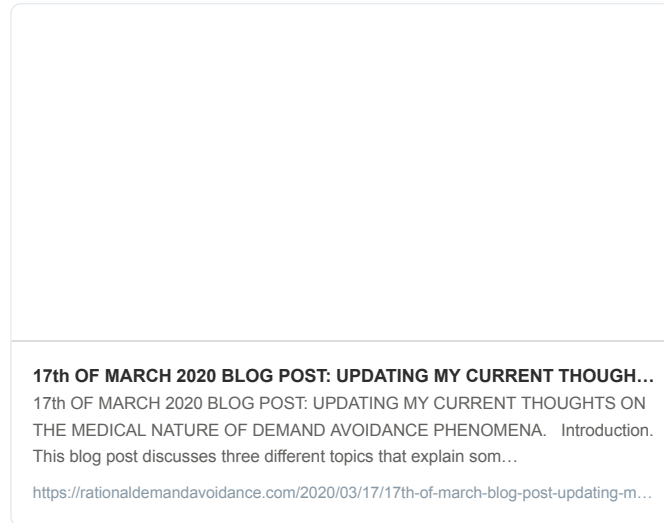 17th OF MARCH 2020 BLOG POST: UPDATING MY CURRENT THOUGH…
17th OF MARCH 2020 BLOG POST: UPDATING MY CURRENT THOUGHTS ON
THE MEDICAL NATURE OF DEMAND AVOIDANCE PHENOMENA.   Introduction.
This blog post discusses three different topics that explain som…
https://rationaldemandavoidance.com/2020/03/17/17th-of-march-blog-post-updating-m…